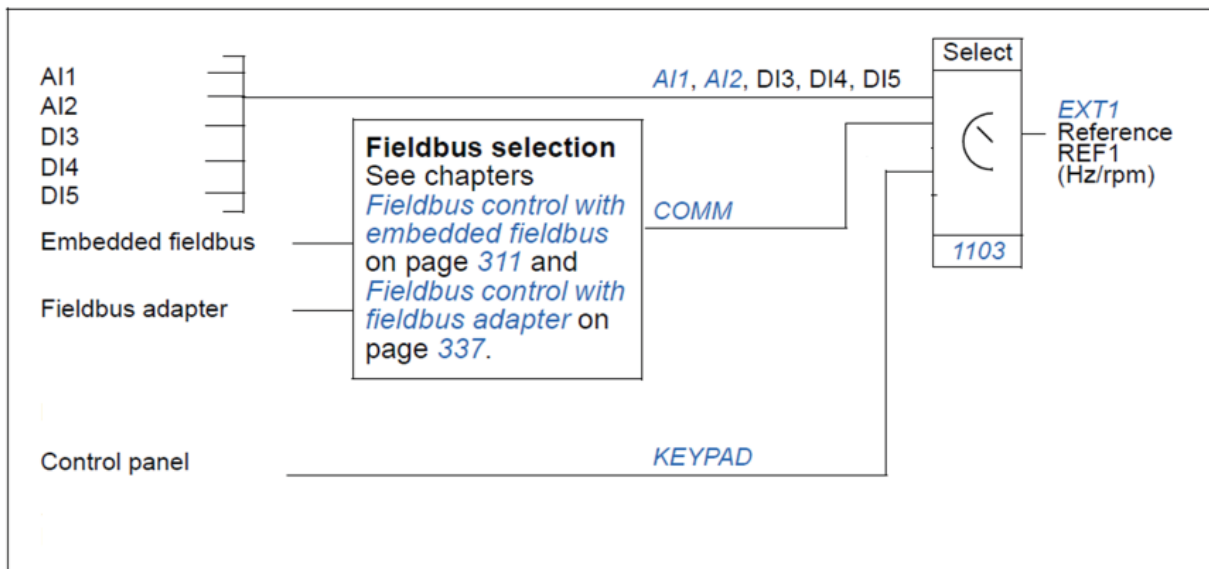 AI1
AI2
DI3
DI4
DI5
Embedded fieldbus
Fieldbus adapter
Control panel
Fieldbus selection
See chapters
Fieldbus control with
embedded fieldbus
on page 311 and
Fieldbus control with
fieldbus adapter on
page 337.
AI1, AI2, DI3, DI4, DI5
COMM
KEYPAD
Select
1103
EXT1
Reference
REF1
(Hz/rpm)